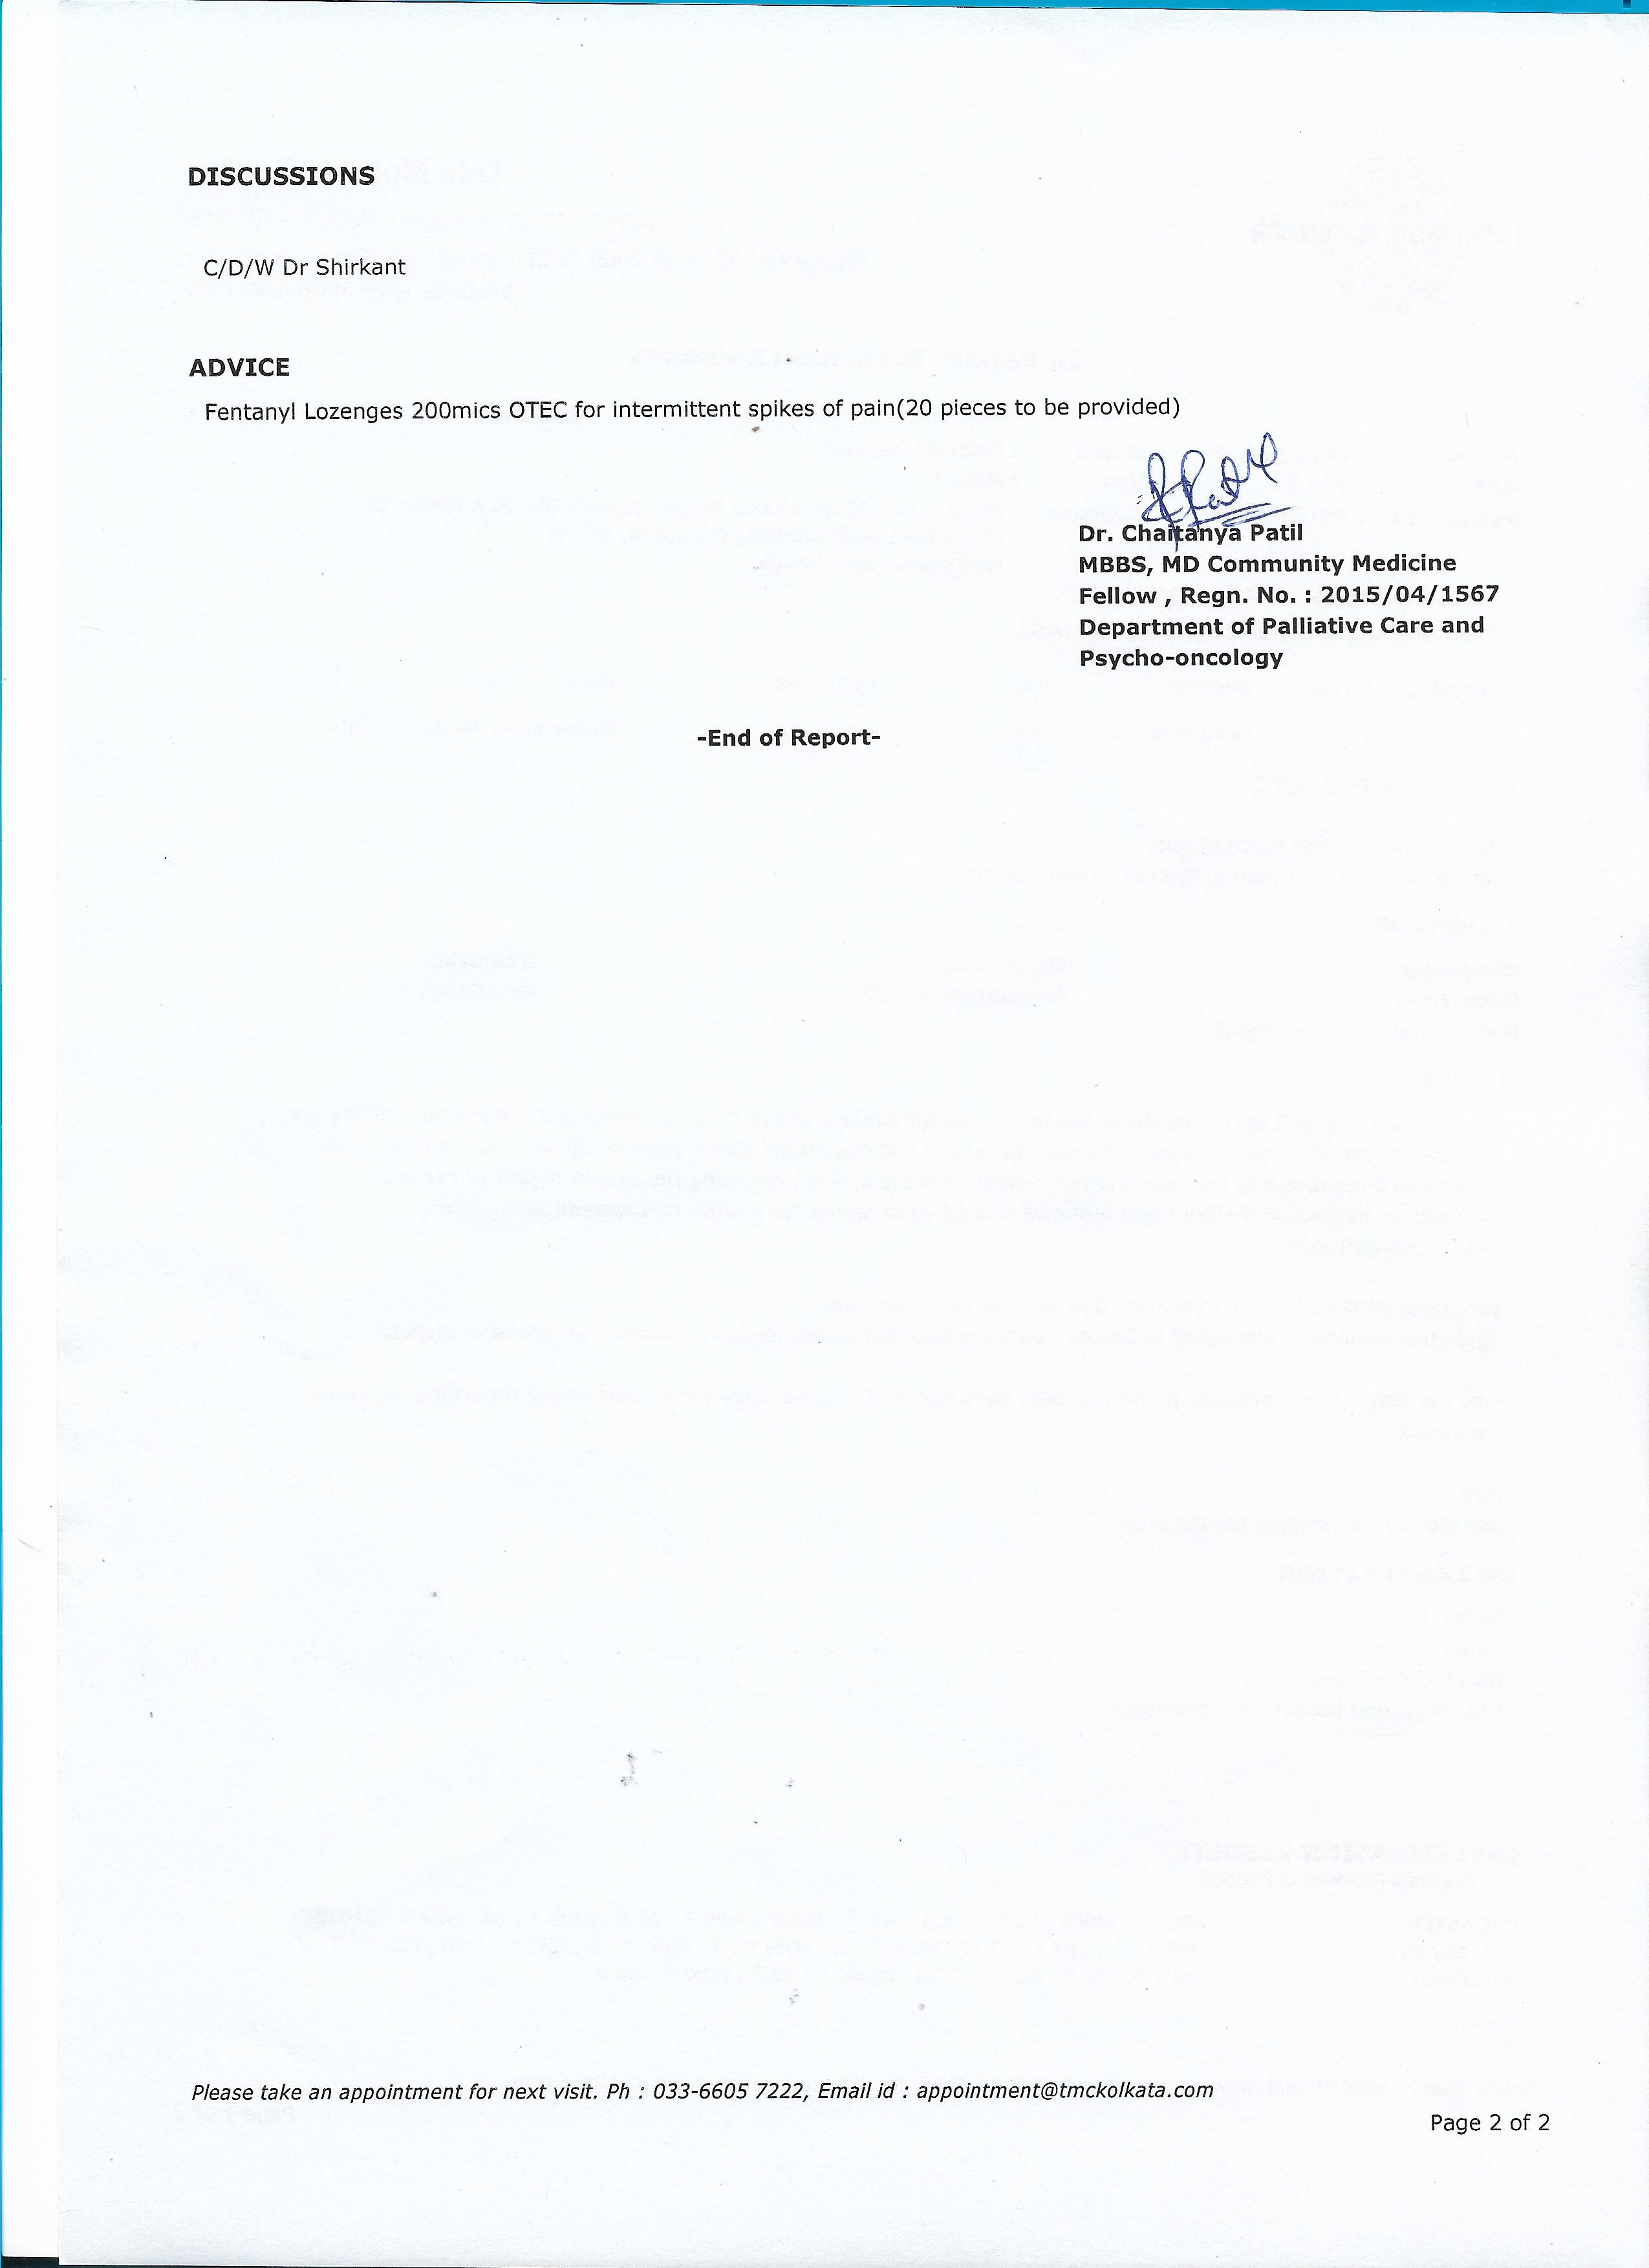 DISCUSSIONS
C/D/W Dr Shirkant
ADVICE
Fentanyl Lozenges 200mics OTEC for intermittent spikes of pain(20 pieces to be provided)
Dr. Chaitanya Patil
MBBS, MD Community Medicine
Fellow , Regn. No. : 2015/04/1567
Department of Palliative Care and
Psycho-oncology
-End of Report-
Please take an appointment for next visit. Ph : 033-6605 7222, Email id : appointment@tmckolkata.com
Page 2 of 2